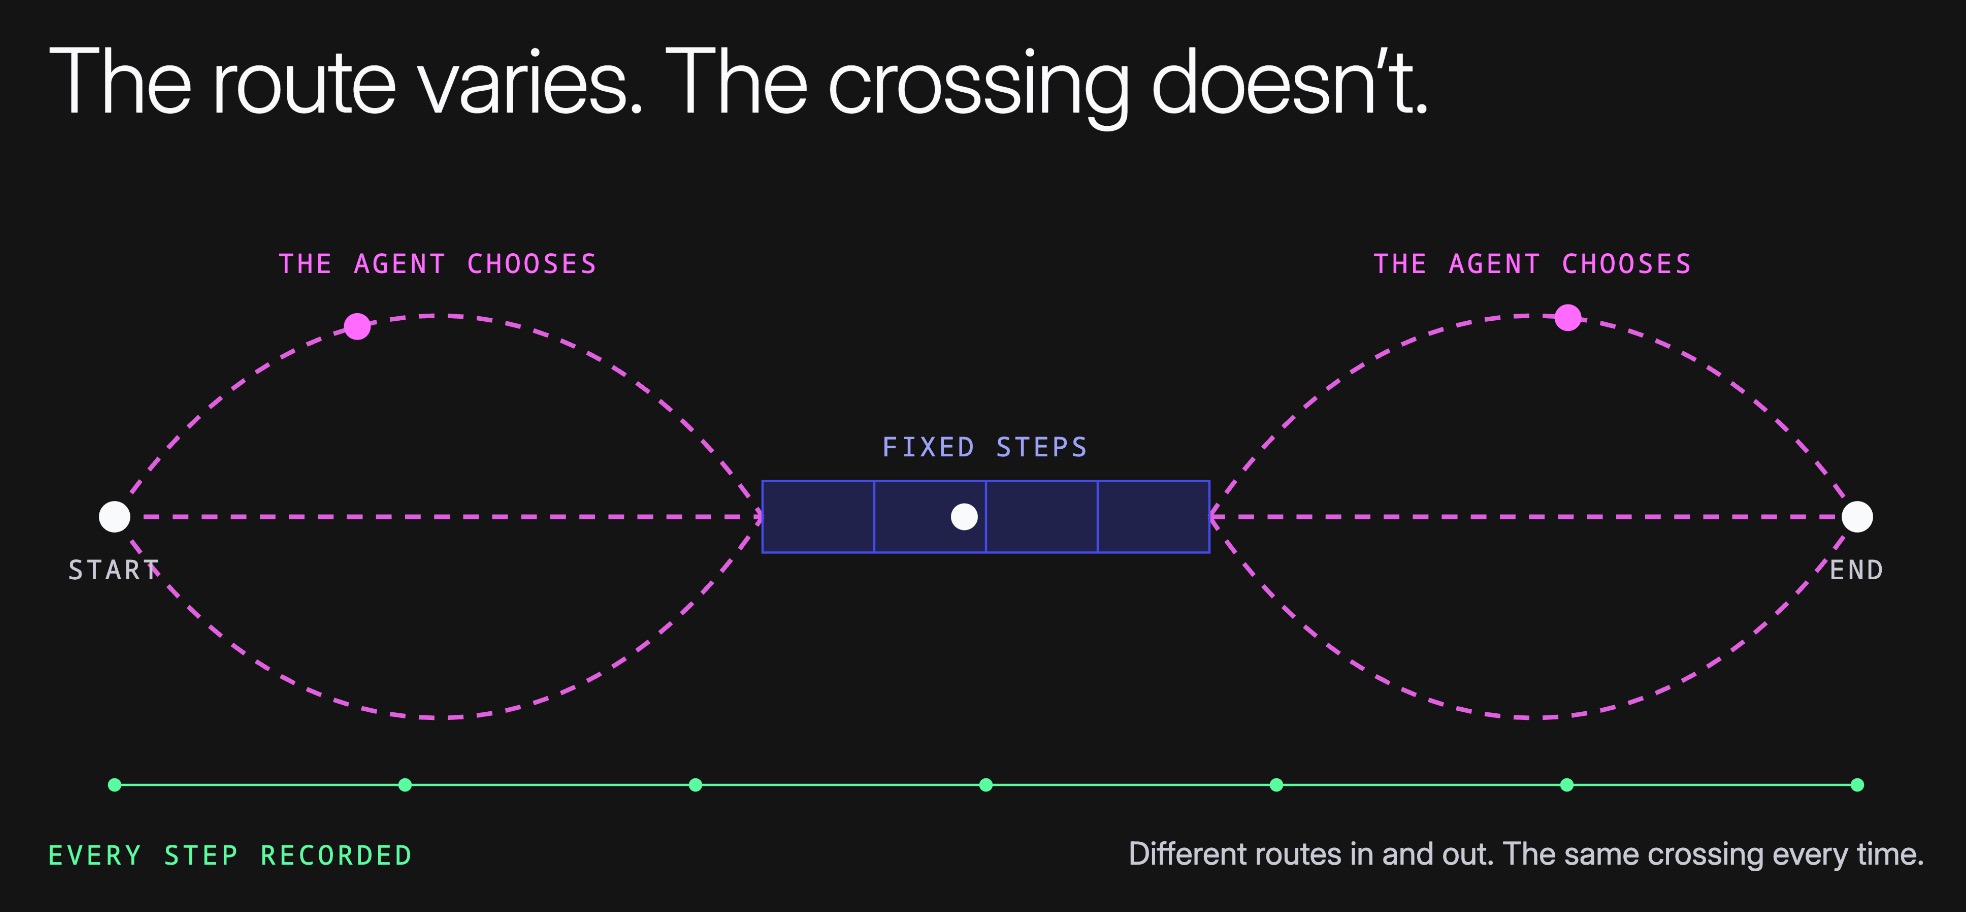 The route varies. The crossing doesn’t.
THE AGENT CHOOSES
THE AGENT CHOOSES
FIXED STEPS
START
END
EVERY STEP RECORDED
Different routes in and out. The same crossing every time.